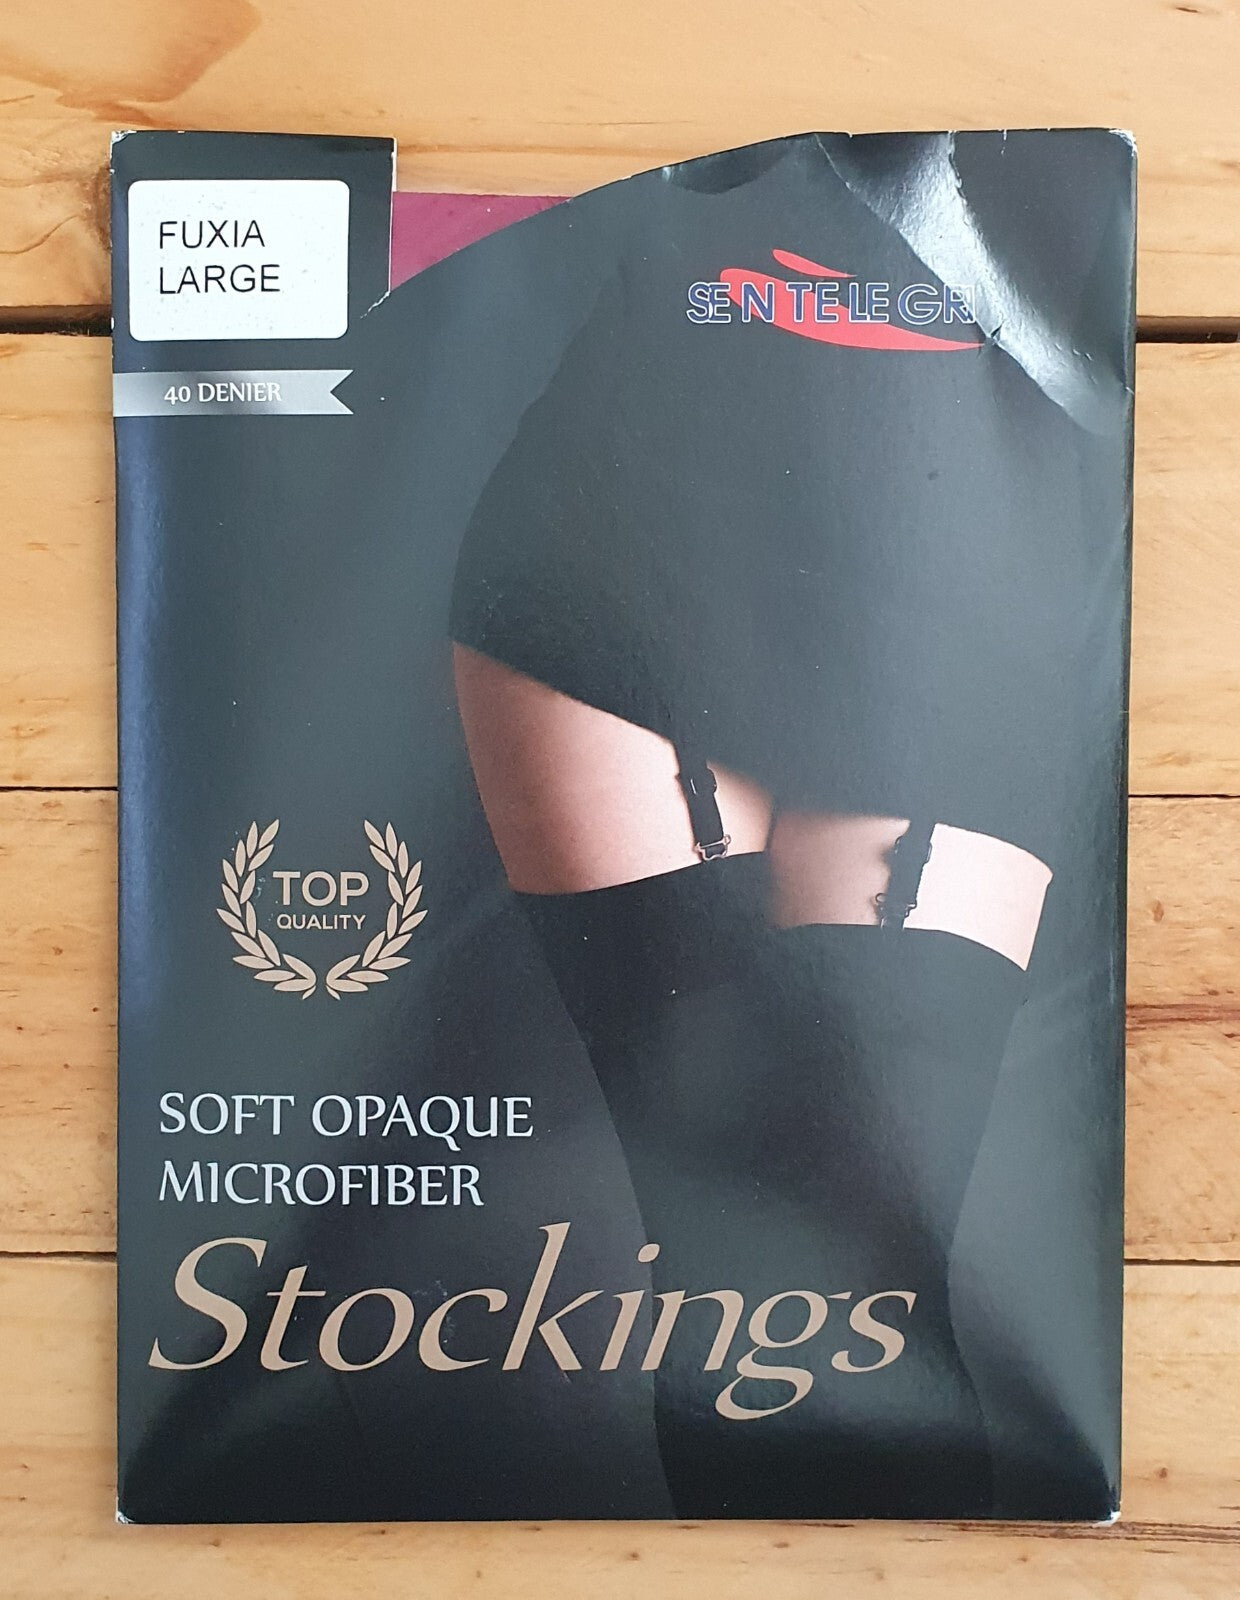 FUXIA
LARGE
SENTELEGRI
40 DENIER
TOP
QUALITY
SOFT OPAQUE
MICROFIBER
Stockings